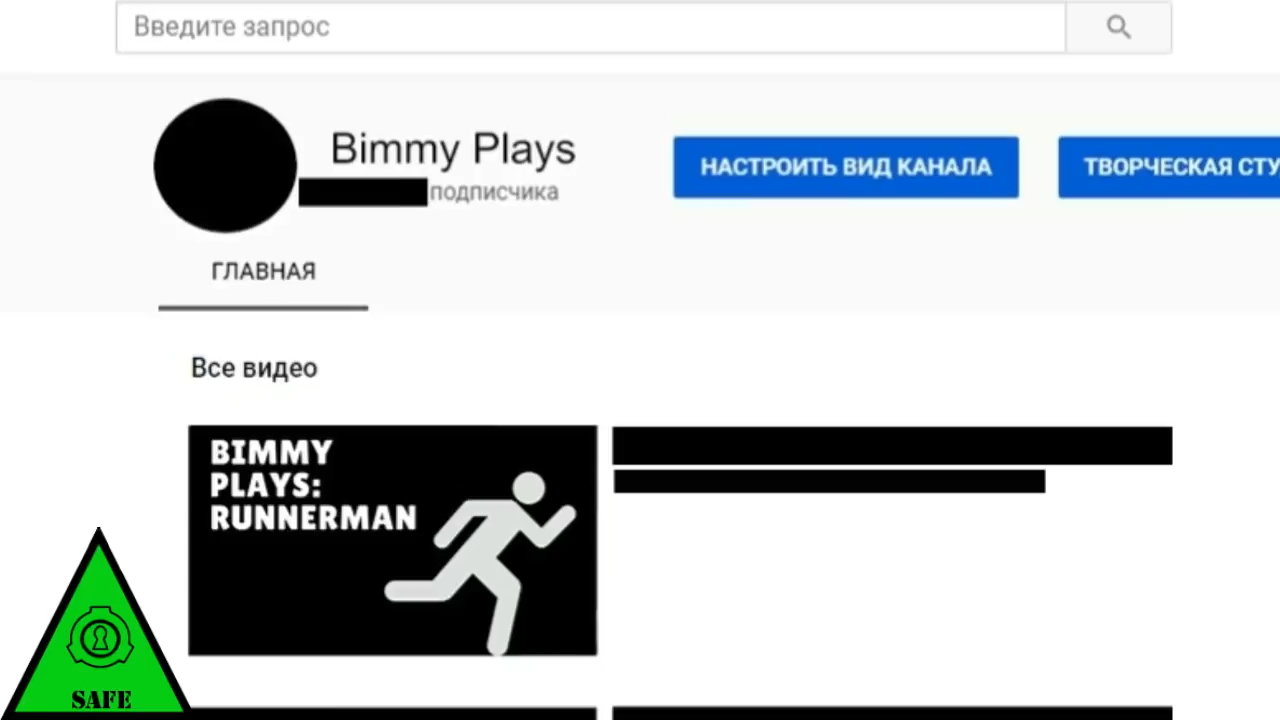 Введите запрос
Bimmy Plays
подписчика
НАСТРОИТЬ ВИД КАНАЛА
ТВОРЧЕСКАЯ СТУ
ГЛАВНАЯ
Все видео
BIMMY
PLAYS:
RUNNERMAN
SAFE